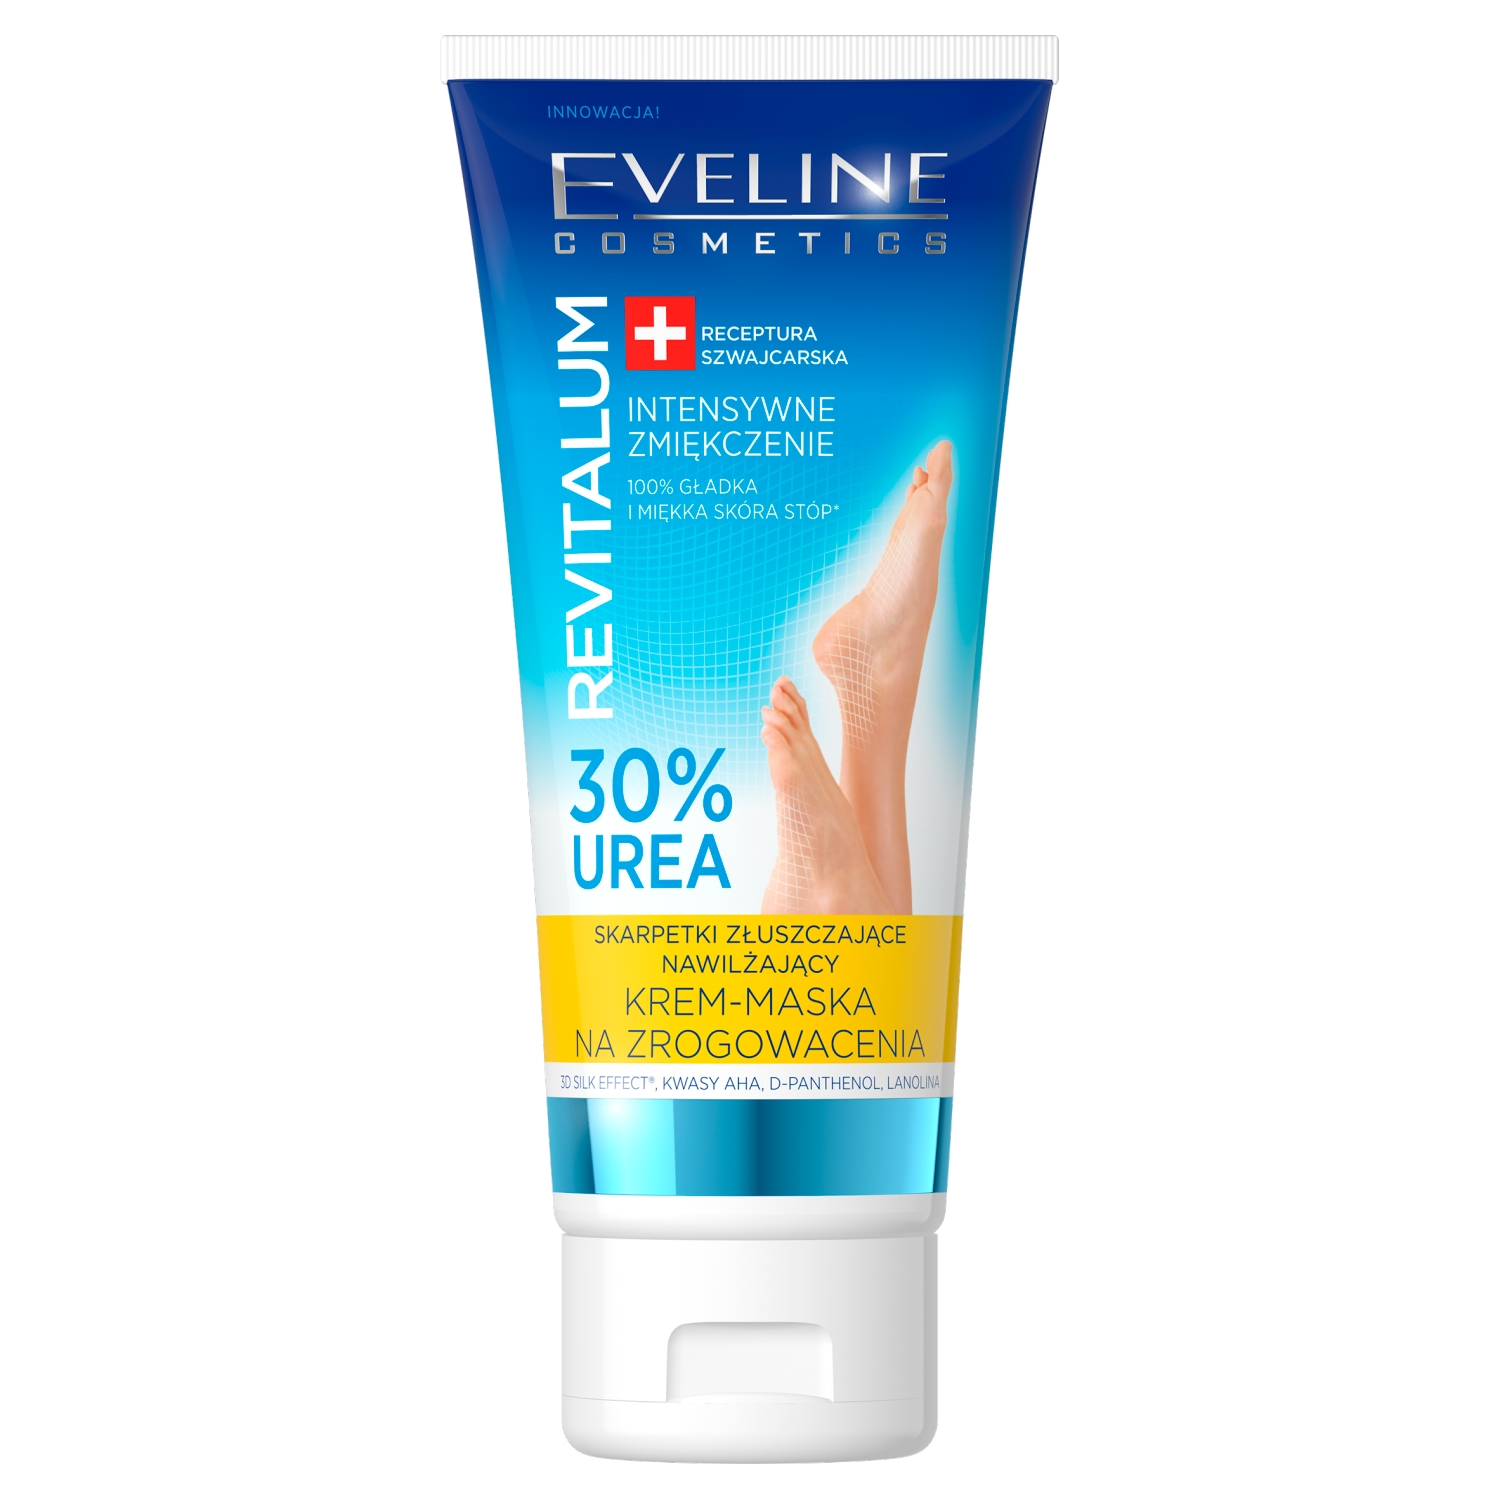 INNOWACJA!
EVELINE
COSMETICS
REVITALUM
RECEPTURA
SZWAJCARSKA
INTENSYWNE
ZMIĘKCZENIE
100% GŁADKA
I MIĘKKA SKÓRA STÓP*
30%
UREA
SKARPETKI ZŁUSZCZAJĄCE
NAWILŻAJĄCY
KREM-MASKA
NA ZROGOWACENIA
3D SILK EFFECT®, KWASY AHA, D-PANTHENOL, LANOLINA